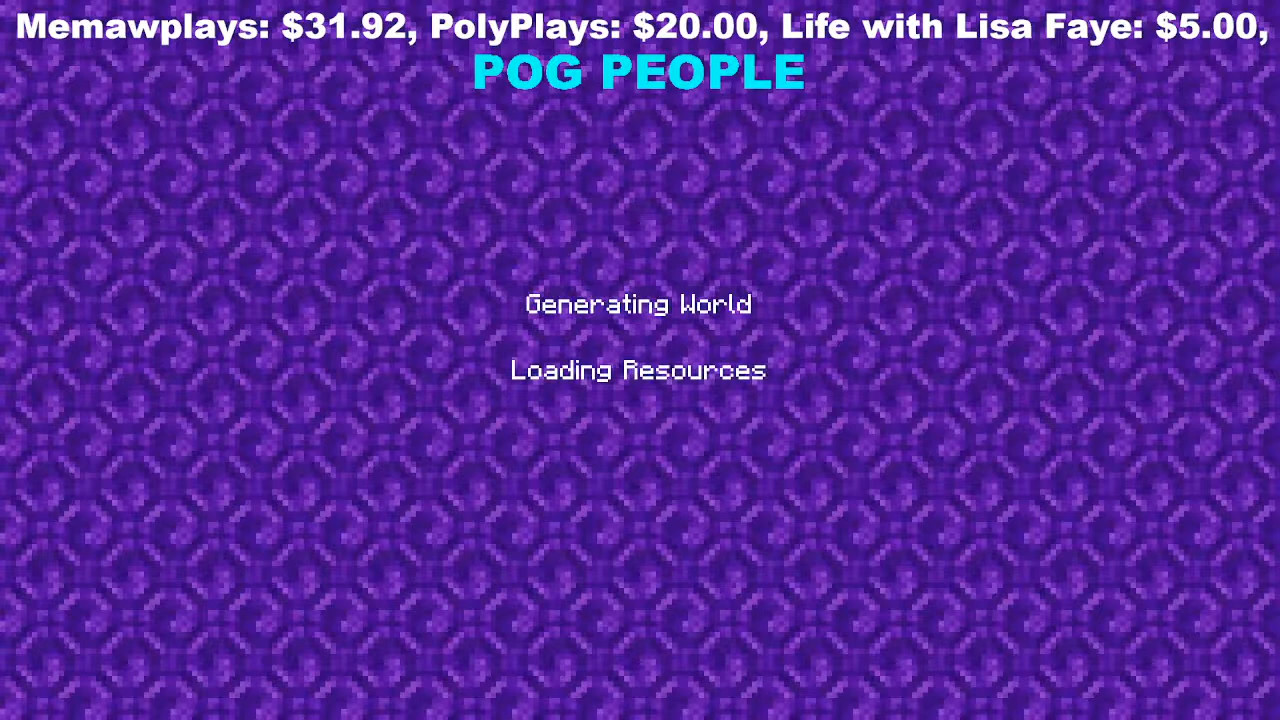 Memawplays: $31.92, PolyPlays: $20.00, Life with Lisa Faye: $5.00,
POG PEOPLE
Generating World
Loading Resources